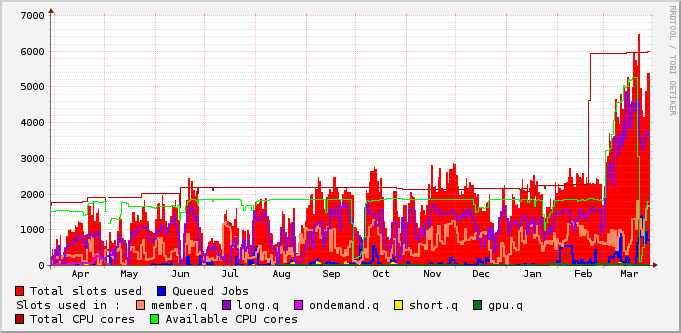 7000
6000
5000
4000
3000
2000
1000
0
Apr May Jun Jul Aug Sep Oct Nov Dec Jan Feb Mar
RRDTOOL / TOBI OETIKER
Total slots used Queued Jobs
Slots used in : member.q long.q ondemand.q short.q gpu.q
Total CPU cores Available CPU cores